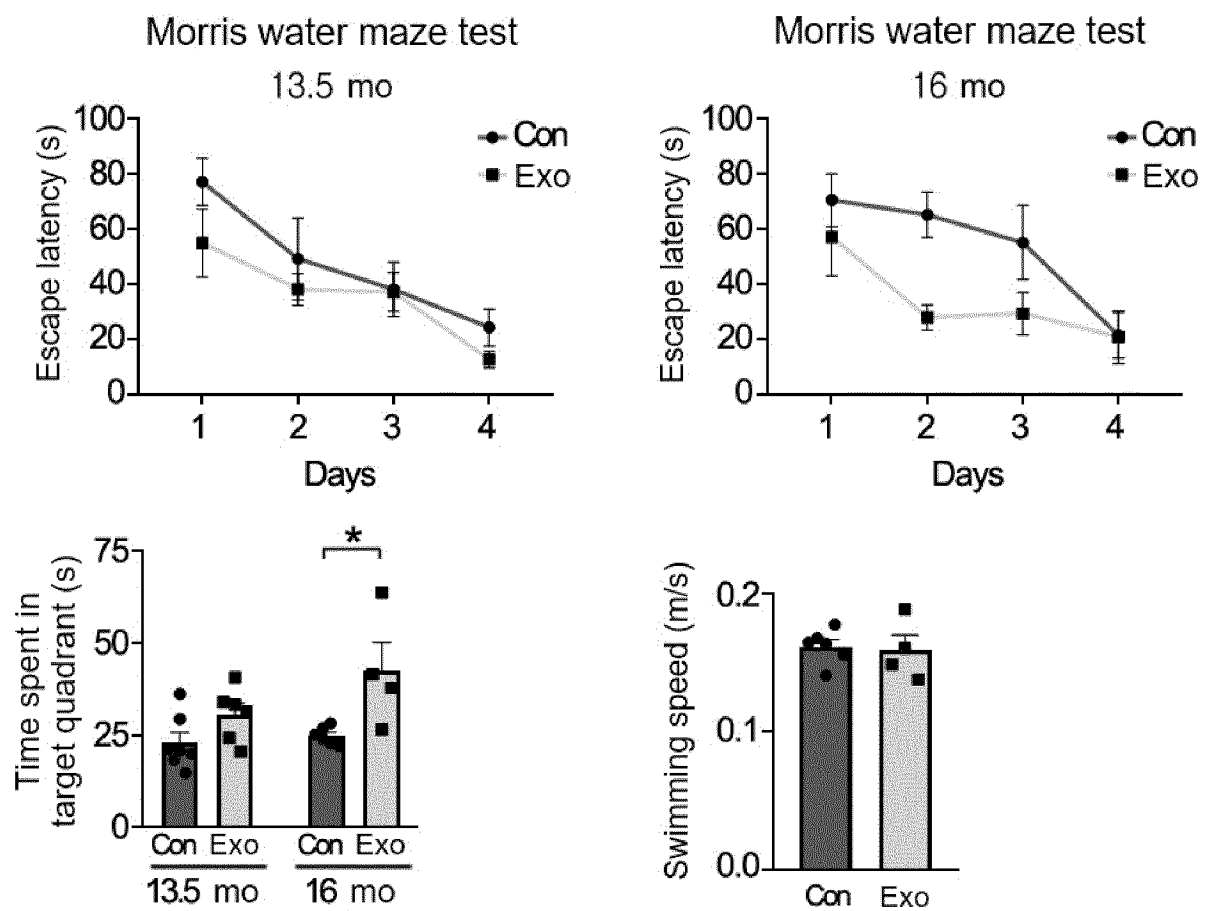 Morris water maze test
13.5 mo
Escape latency (s)
100
80
60
40
20
0
Con
Exo
1 2 3 4
Days
Morris water maze test
16 mo
Escape latency (s)
100
80
60
40
20
0
Con
Exo
1 2 3 4
Days
Time spent in
target quadrant (s)
75
50
25
0
*
Con Exo Con Exo
13.5 mo 16 mo
Swimming speed (m/s)
0.2
0.1
0.0
Con Exo